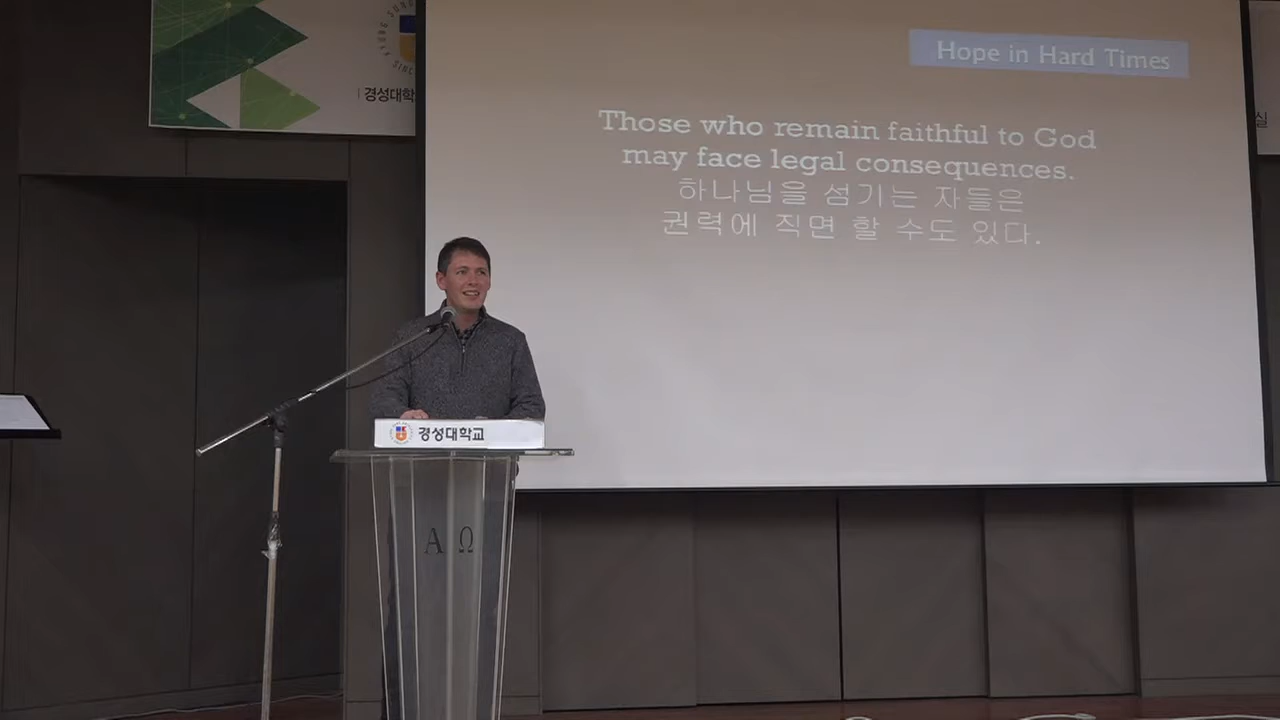 Hope in Hard Times
Those who remain faithful to God
may face legal consequences.
하나님을 섬기는 자들은
권력에 직면 할 수도 있다.
경성대학
실
경성대학교
Α Ω